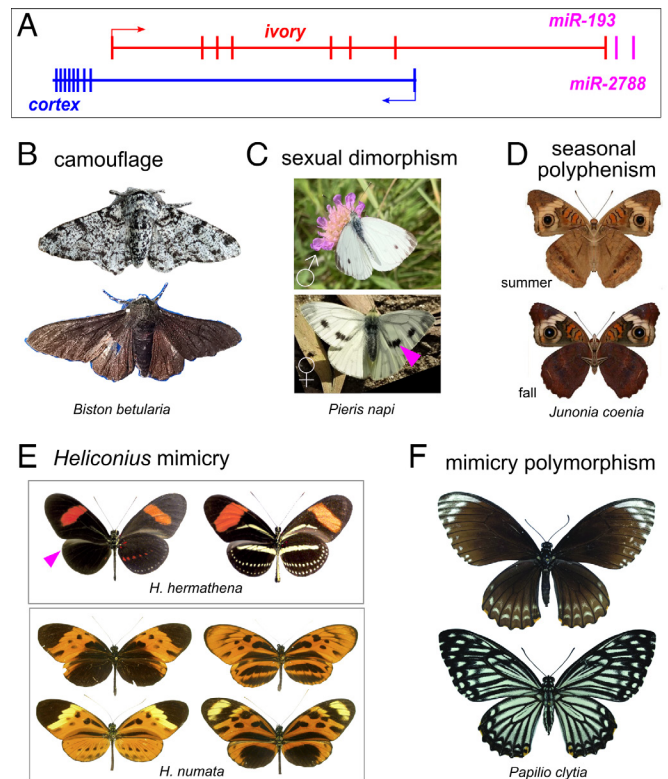 A
ivory
miR-193
cortex
miR-2788
B camouflage
C sexual dimorphism
D seasonal
polyphenism
♂
summer
♀
fall
Biston betularia
Pieris napi
Junonia coenia
E Heliconius mimicry
F mimicry polymorphism
H. hermathena
H. numata
Papilio clytia